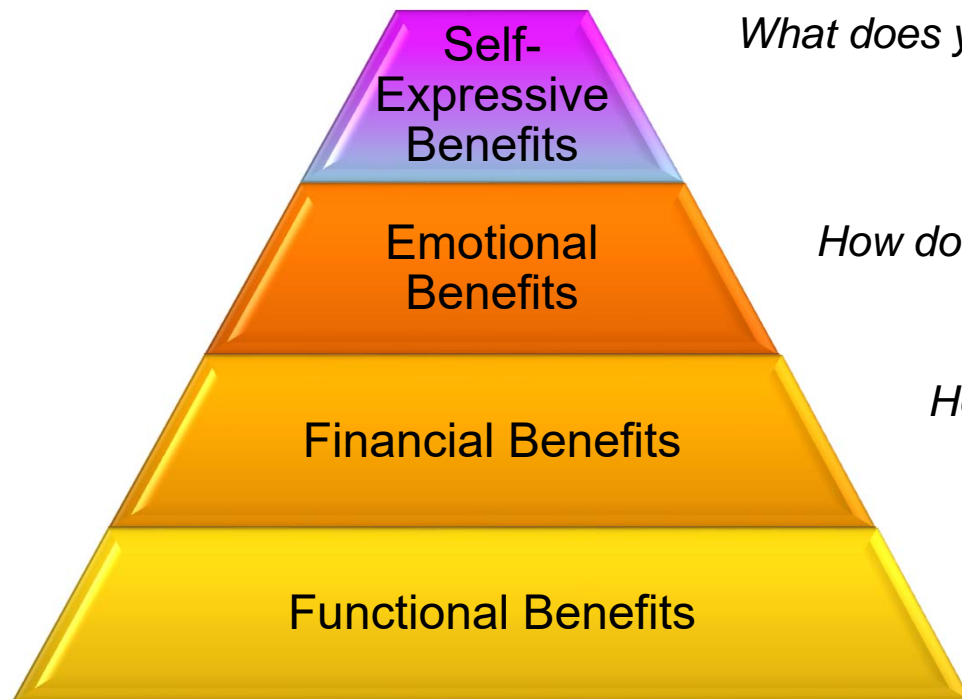 Self-
Expressive
Benefits
What does
Emotional
Benefits
How do
Financial Benefits
Functional Benefits